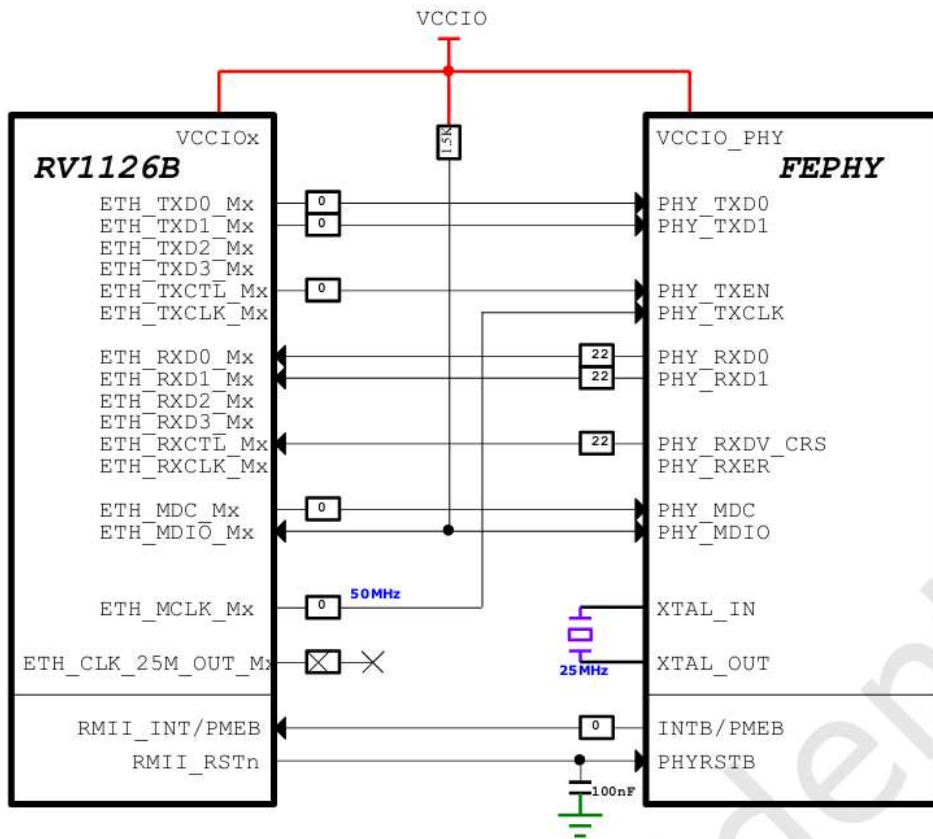 VCCIO
VCCIOx
1.5K
VCCIO_PHY
RV1126B
FEPHY
ETH_TXD0_Mx 0 PHY_TXD0
ETH_TXD1_Mx 0 PHY_TXD1
ETH_TXD2_Mx
ETH_TXD3_Mx
ETH_TXCTL_Mx 0 PHY_TXEN
ETH_TXCLK_Mx PHY_TXCLK
ETH_RXD0_Mx 22 PHY_RXD0
ETH_RXD1_Mx 22 PHY_RXD1
ETH_RXD2_Mx
ETH_RXD3_Mx
ETH_RXCTL_Mx 22 PHY_RXDV_CRS
ETH_RXCLK_Mx PHY_RXER
ETH_MDC_Mx 0 PHY_MDC
ETH_MDIO_Mx PHY_MDIO
50MHz
ETH_MCLK_Mx 0 XTAL_IN
ETH_CLK_25M_OUT_Mx XTAL_OUT
25MHz
RMII_INT/PMEB 0 INTB/PMEB
RMII_RSTn PHYRSTB
100nF